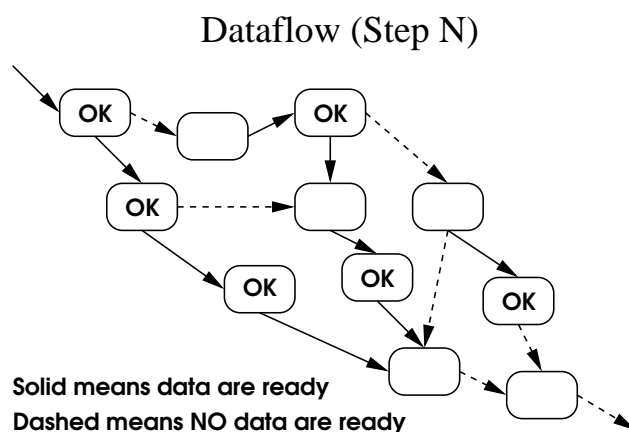 Dataflow (Step N)
OK
OK
OK
OK
OK
OK
Solid means data are ready
Dashed means NO data are ready